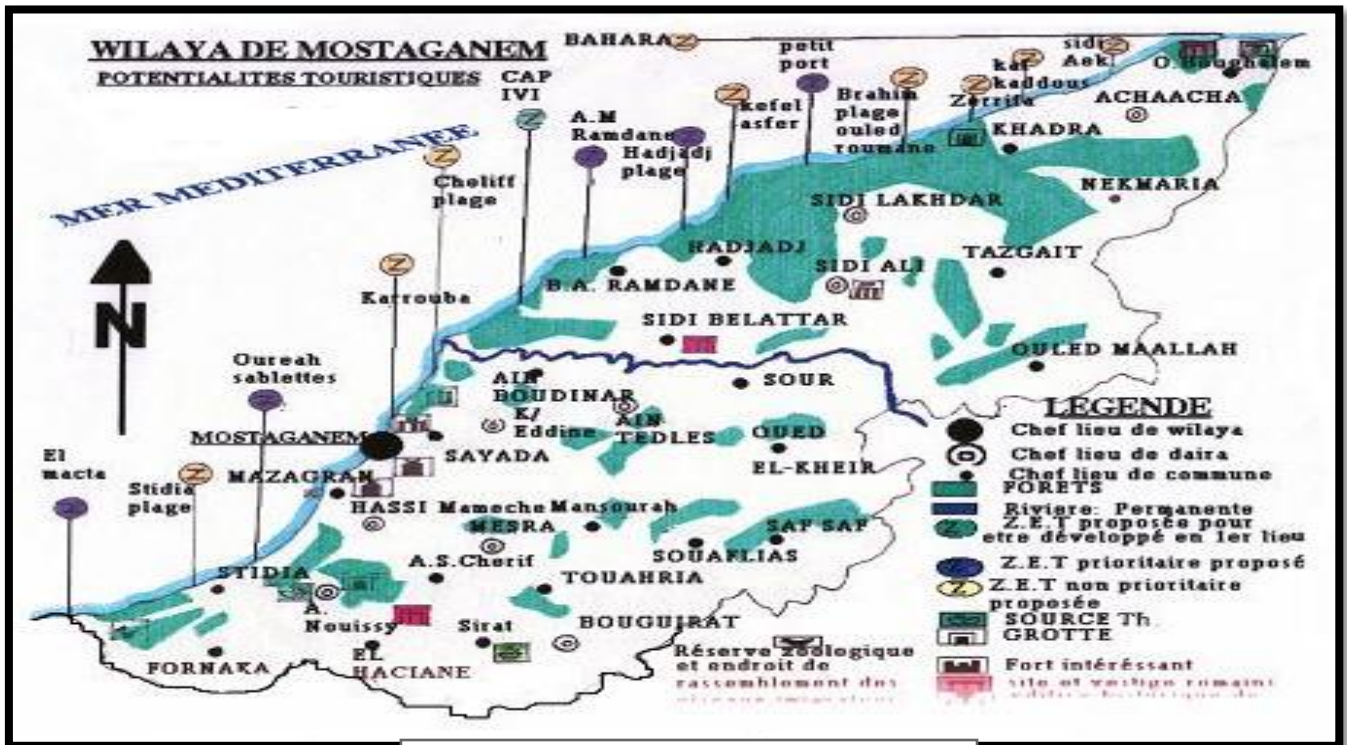 WILAYA DE MOSTAGANEM
POTENTIALITES TOURISTIQUES
MER MEDITERRANEE
N
BAHARA
Z
petit
port
sidi
Aek
Z
kaf
kaddous
Z
Zerrifa
Z
O.Boughalem
ACHAACHA
CAP
IVI
Z
A.M
Ramdane
Hadjadj
plage
kefel
asfer
Z
Brahim
plage
ouled
roumane
Z
KHADRA
NEKMARIA
Cheliff
plage
Z
SIDI LAKHDAR
HADJADJ
TAZGAIT
SIDI ALI
B.A. RAMDANE
Karrouba
Z
SIDI BELATTAR
OULED MAALLAH
Oureah
sablettes
AIN
BOUDINAR
SOUR
K/
Eddine
AIN
TEDLES
OUED
EL-KHEIR
MOSTAGANEM
SAYADA
El
macta
Stidia
plage
Z
MAZAGRAN
HASSI Mameche
Mansourah
MESRA
SAF SAF
SOUAFLIAS
A.S.Cherif
TOUAHRIA
STIDIA
A.
Nouissy
Sirat
BOUGUIRAT
EL
HACIANE
FORNAKA
LEGENDE
Chef lieu de wilaya
Chef lieu de daira
Chef lieu de commune
FORETS
Riviere: Permanente
Z
Z.E.T proposée pour
etre développé en 1er lieu
Z.E.T prioritaire proposé
Z
Z.E.T non prioritaire
proposée
SOURCE Th.
GROTTE
Fort intéréssant
site et vestige romains
Réserve zoologique
et endroit de
rassemblement des